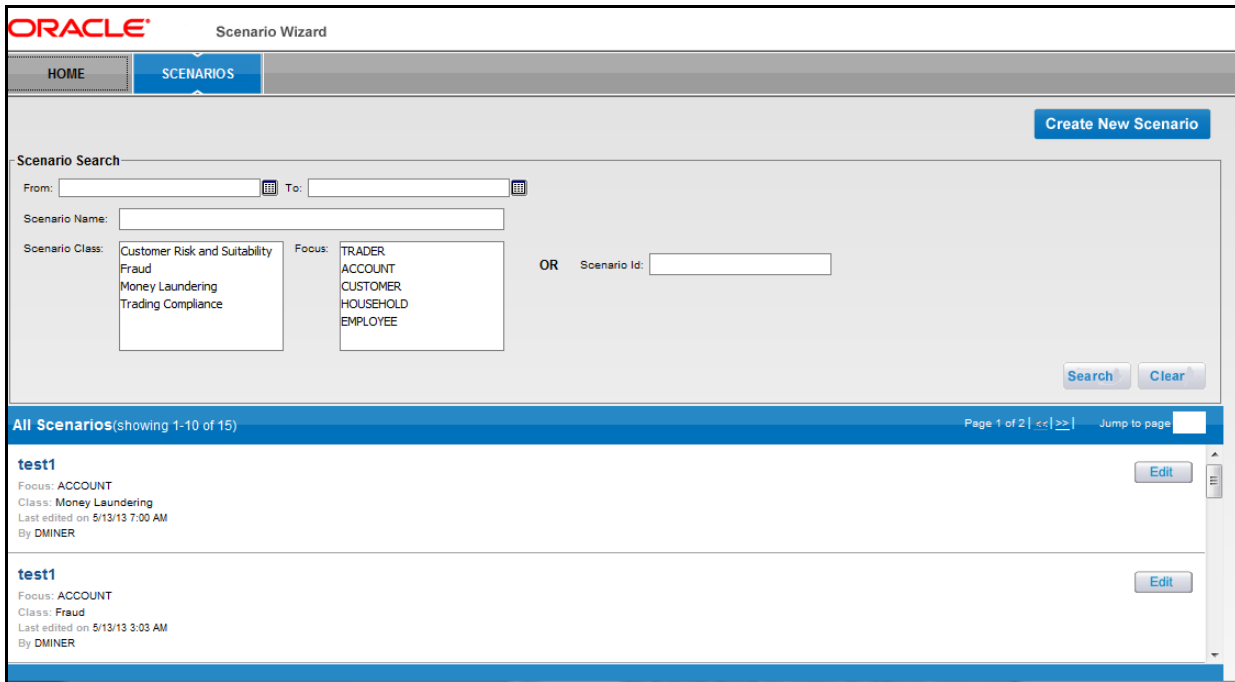 ORACLE Scenario Wizard
HOME SCENARIOS
Create New Scenario
Scenario Search
From: To:
Scenario Name:
Scenario Class: Customer Risk and Suitability Focus: TRADER
Fraud ACCOUNT
Money Laundering CUSTOMER
Trading Compliance HOUSEHOLD
EMPLOYEE
OR Scenario Id:
Search Clear
All Scenarios(showing 1-10 of 15) Page 1 of 2| <<|>>| Jump to page
test1 Edit
Focus: ACCOUNT
Class: Money Laundering
Last edited on 5/13/13 7:00 AM
By DMINER
test1 Edit
Focus: ACCOUNT
Class: Fraud
Last edited on 5/13/13 3:03 AM
By DMINER